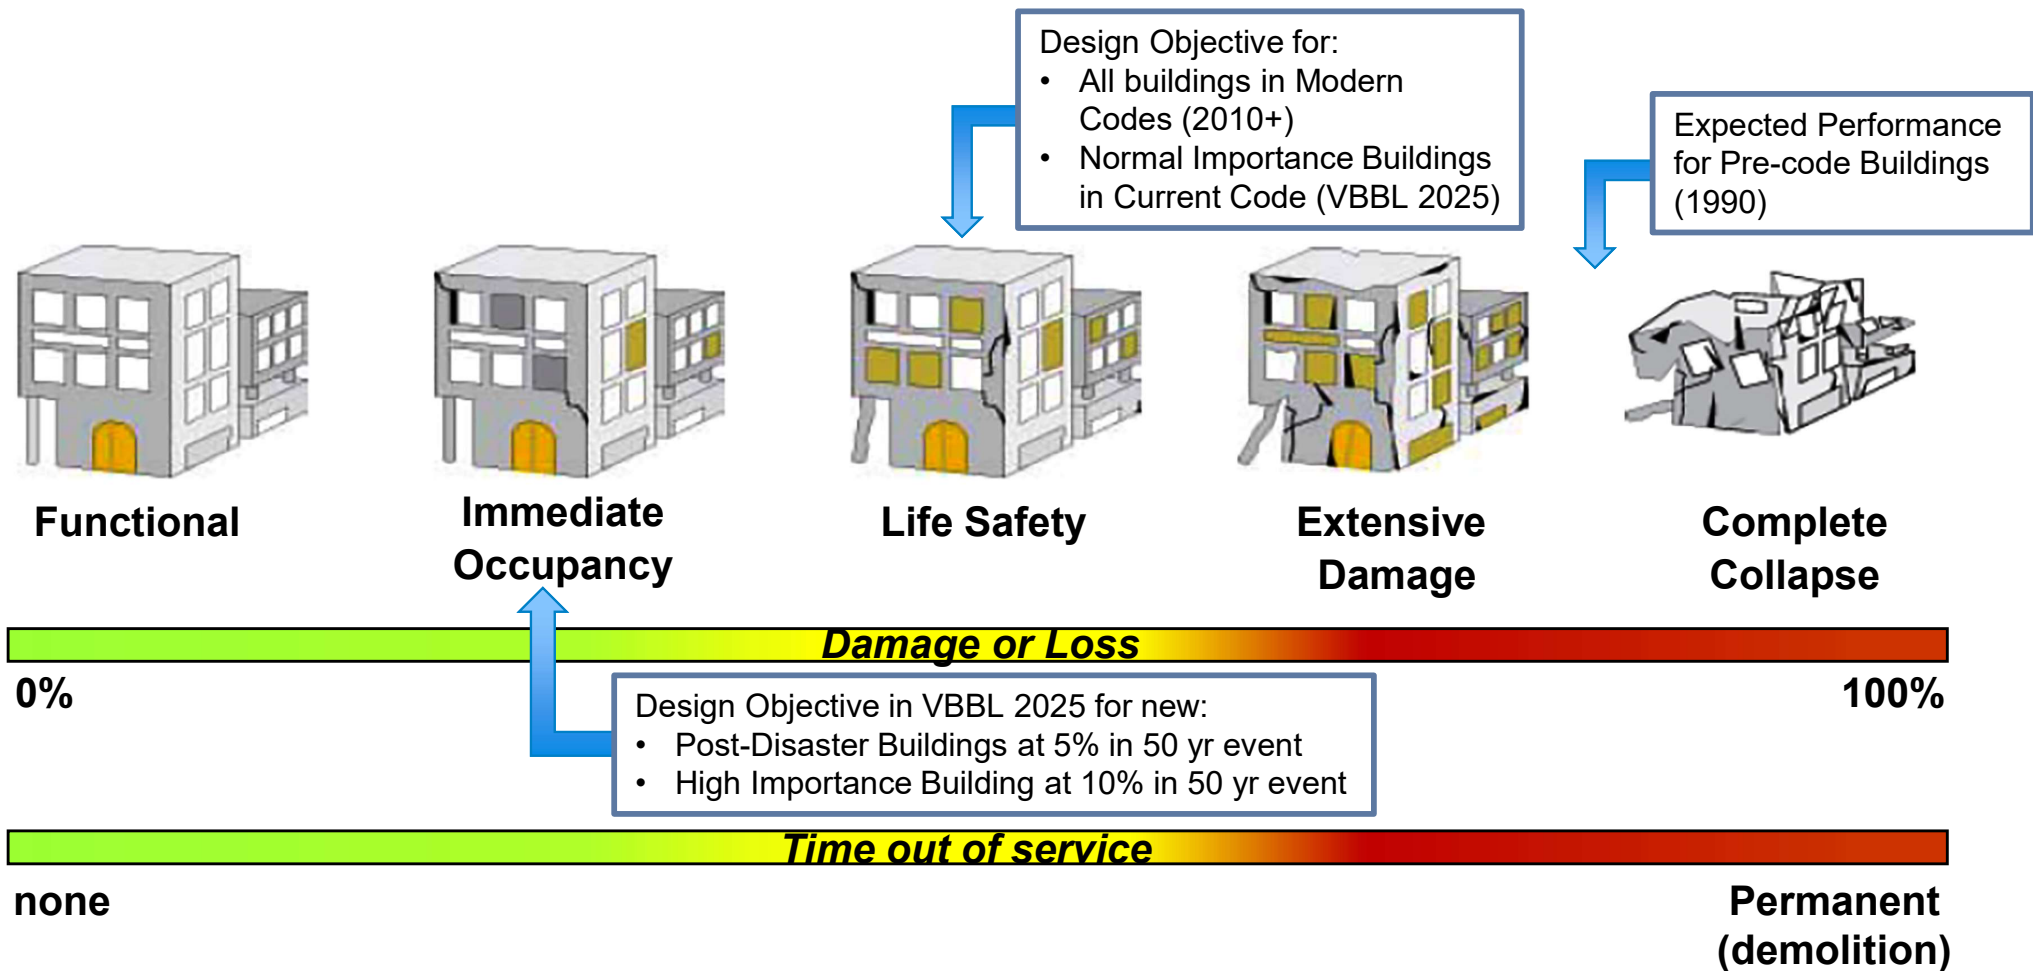 Design Objective for:
• All buildings in Modern
Codes (2010+)
• Normal Importance Buildings
in Current Code (VBBL 2025)
Expected Performance
for Pre-code Buildings
(1990)
Functional
Immediate
Occupancy
Life Safety
Extensive
Damage
Complete
Collapse
Damage or Loss
0%
100%
Design Objective in VBBL 2025 for new:
• Post-Disaster Buildings at 5% in 50 yr event
• High Importance Building at 10% in 50 yr event
Time out of service
none
Permanent
(demolition)